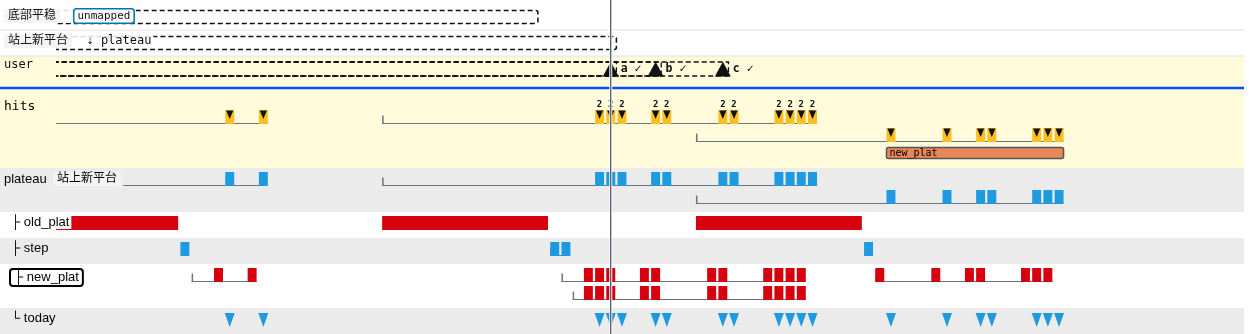 底部平稳 unmapped
站上新平台 ↓ plateau
user a ✓ b ✓ c ✓
hits 2 2 2 2 2 2 2 2 2 2 2
new_plat
plateau 站上新平台
├ old_plat
├ step
├ new_plat
└ today